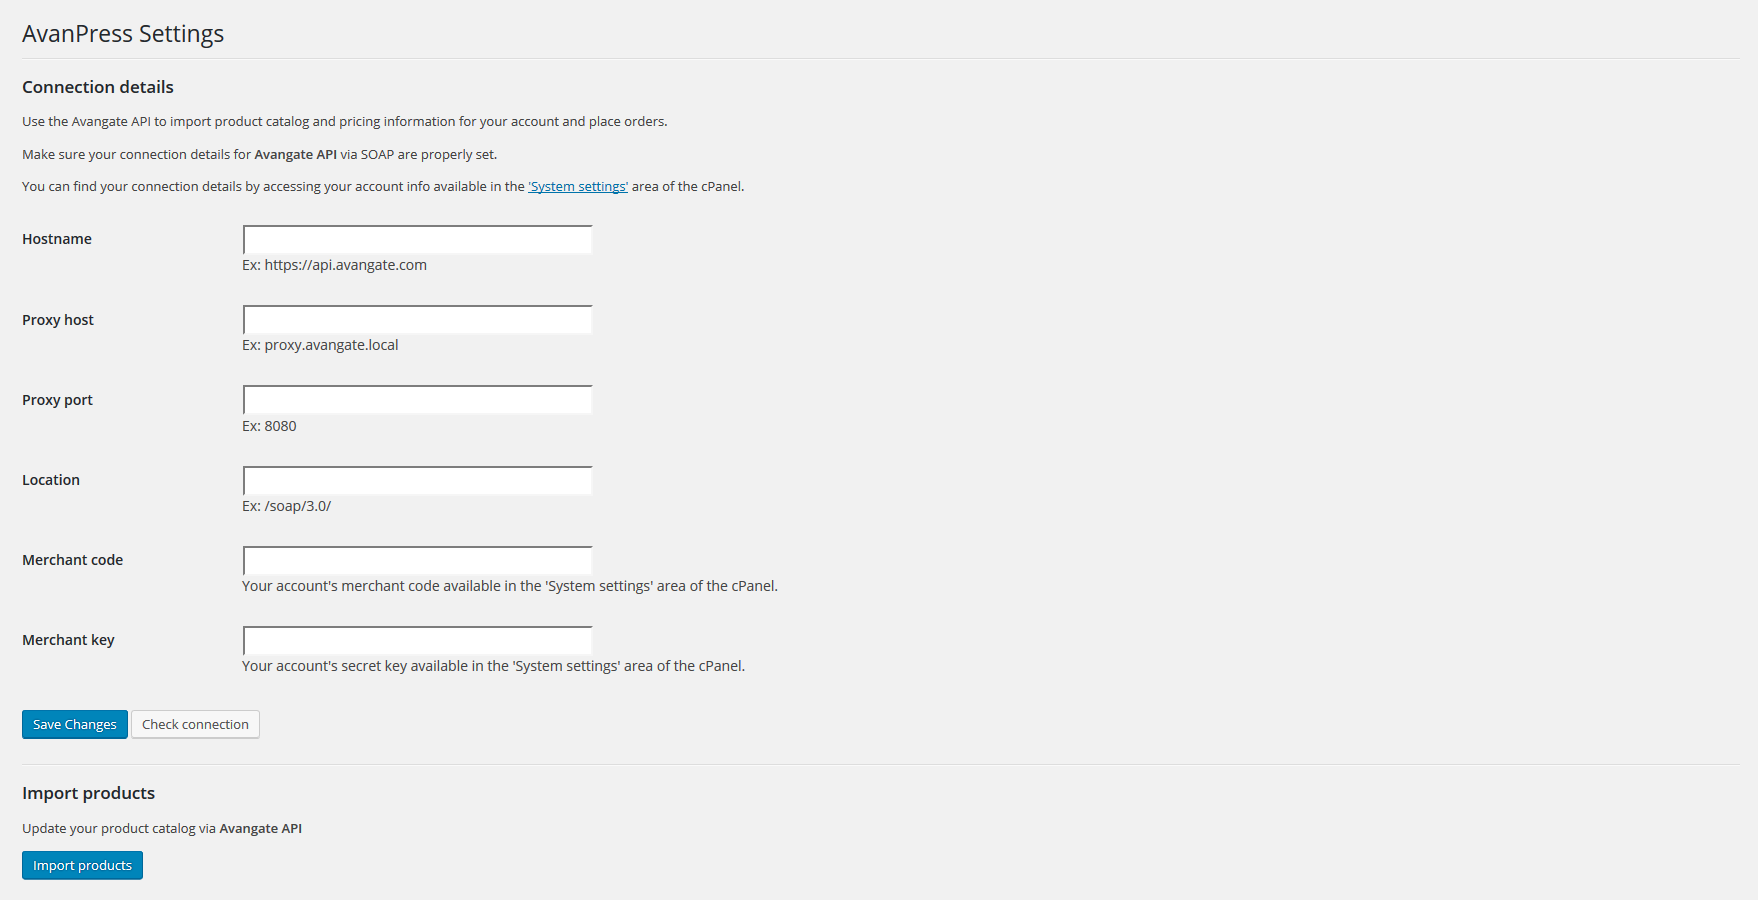 AvanPress Settings
Connection details
Use the Avangate API to import product catalog and pricing information for your account and place orders.
Make sure your connection details for Avangate API via SOAP are properly set.
You can find your connection details by accessing your account info available in the 'System settings' area of the cPanel.
Hostname
Ex: https://api.avangate.com
Proxy host
Ex: proxy.avangate.local
Proxy port
Ex: 8080
Location
Ex: /soap/3.0/
Merchant code
Your account's merchant code available in the 'System settings' area of the cPanel.
Merchant key
Your account's secret key available in the 'System settings' area of the cPanel.
Save Changes Check connection
Import products
Update your product catalog via Avangate API
Import products